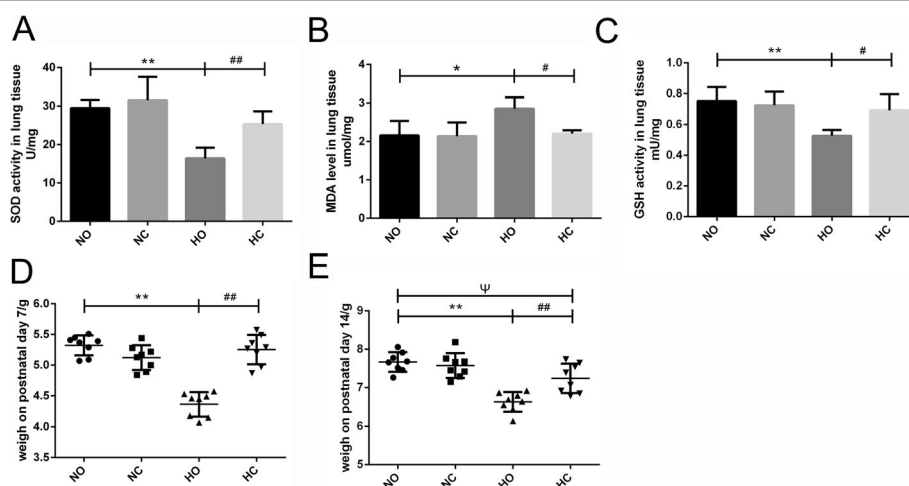 A
SOD activity in lung tissue
U/mg
40
30
20
10
0
**
##
NO
NC
HO
HC
B
MDA level in lung tissue
umol/mg
4
3
2
1
0
*
#
NO
NC
HO
HC
C
GSH activity in lung tissue
mU/mg
0.8
0.6
0.4
0.2
0.0
**
#
NO
NC
HO
HC
D
weigh on postnatal day 7/g
6.0
5.5
5.0
4.5
4.0
3.5
**
##
NO
NC
HO
HC
E
weigh on postnatal day 14/g
9
8
7
6
5
Ψ
**
##
NO
NC
HO
HC